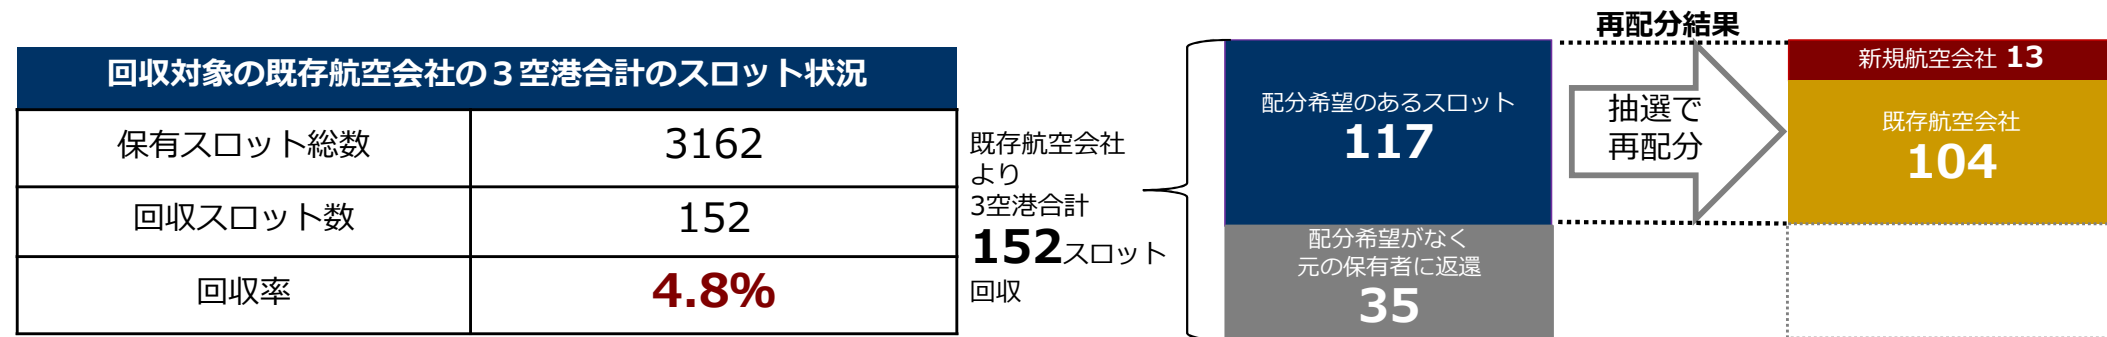 回収対象の既存航空会社の３空港合計のスロット状況
保有スロット総数 3162
回収スロット数 152
回収率 4.8%
既存航空会社
より
3空港合計
152スロット
回収
配分希望のあるスロット
117
配分希望がなく
元の保有者に返還
35
再配分結果
抽選で
再配分
新規航空会社 13
既存航空会社
104